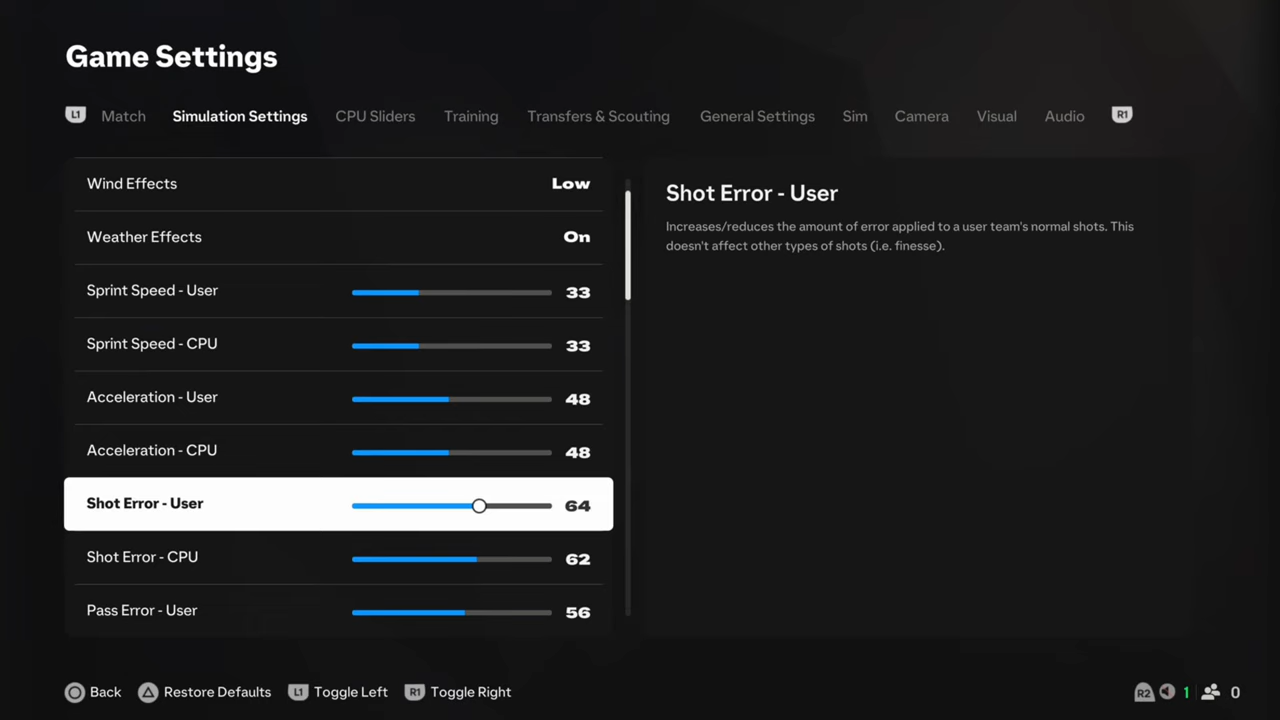 Game Settings
L1 Match Simulation Settings CPU Sliders Training Transfers & Scouting General Settings Sim Camera Visual Audio R1
Wind Effects Low
Weather Effects On
Sprint Speed - User 33
Sprint Speed - CPU 33
Acceleration - User 48
Acceleration - CPU 48
Shot Error - User 64
Shot Error - CPU 62
Pass Error - User 56
Shot Error - User
Increases/reduces the amount of error applied to a user team's normal shots. This
doesn't affect other types of shots (i.e. finesse).
Back Restore Defaults L1 Toggle Left R1 Toggle Right R2 1 0